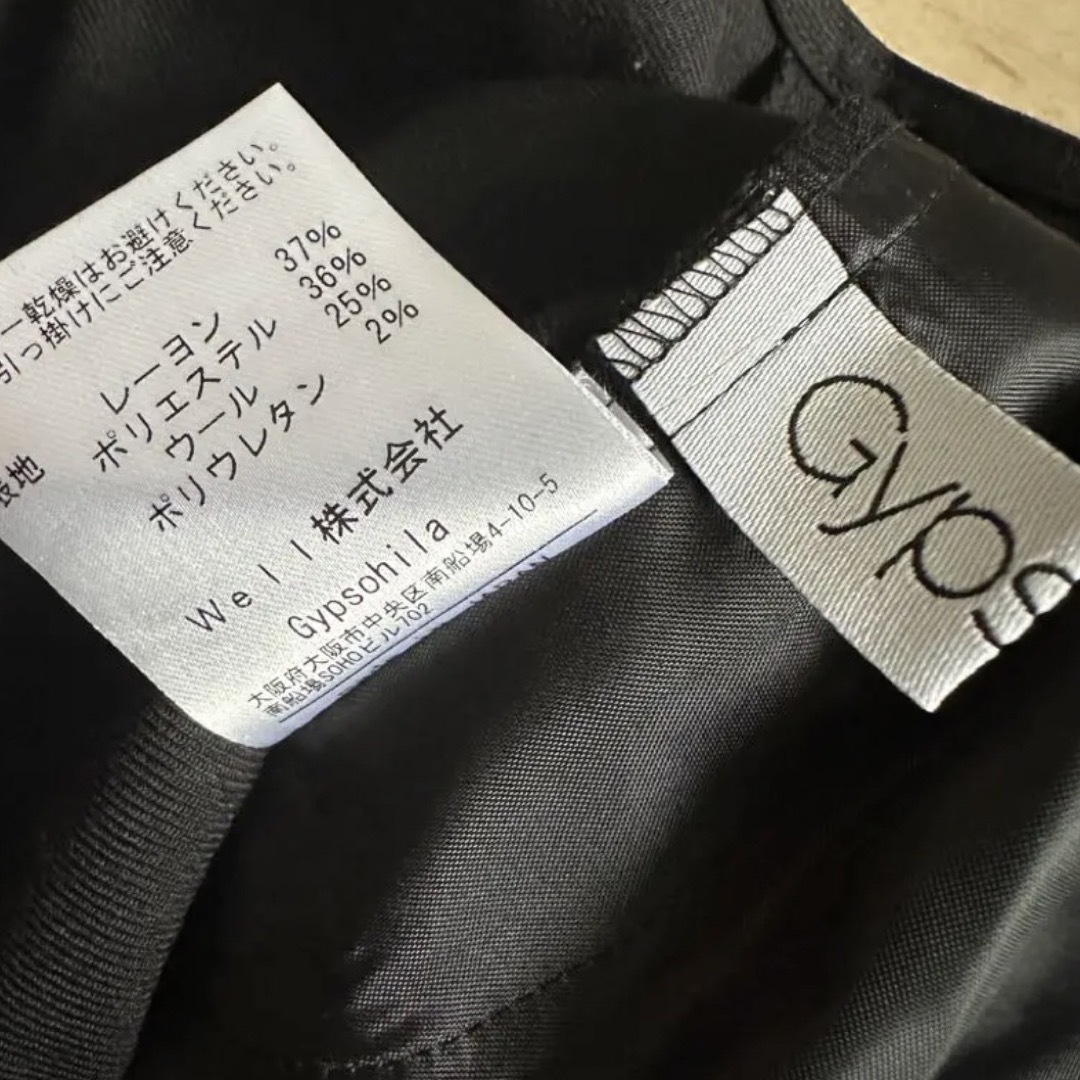 ー乾燥はお避けください。
引っ掛けにご注意ください。
表地 レーヨン 37%
ポリエステル 36%
ウール 25%
ポリウレタン 2%
Well株式会社
Gypsohila
大阪府大阪市中央区南船場4-10-5
南船場SOHOビル702
Gyps